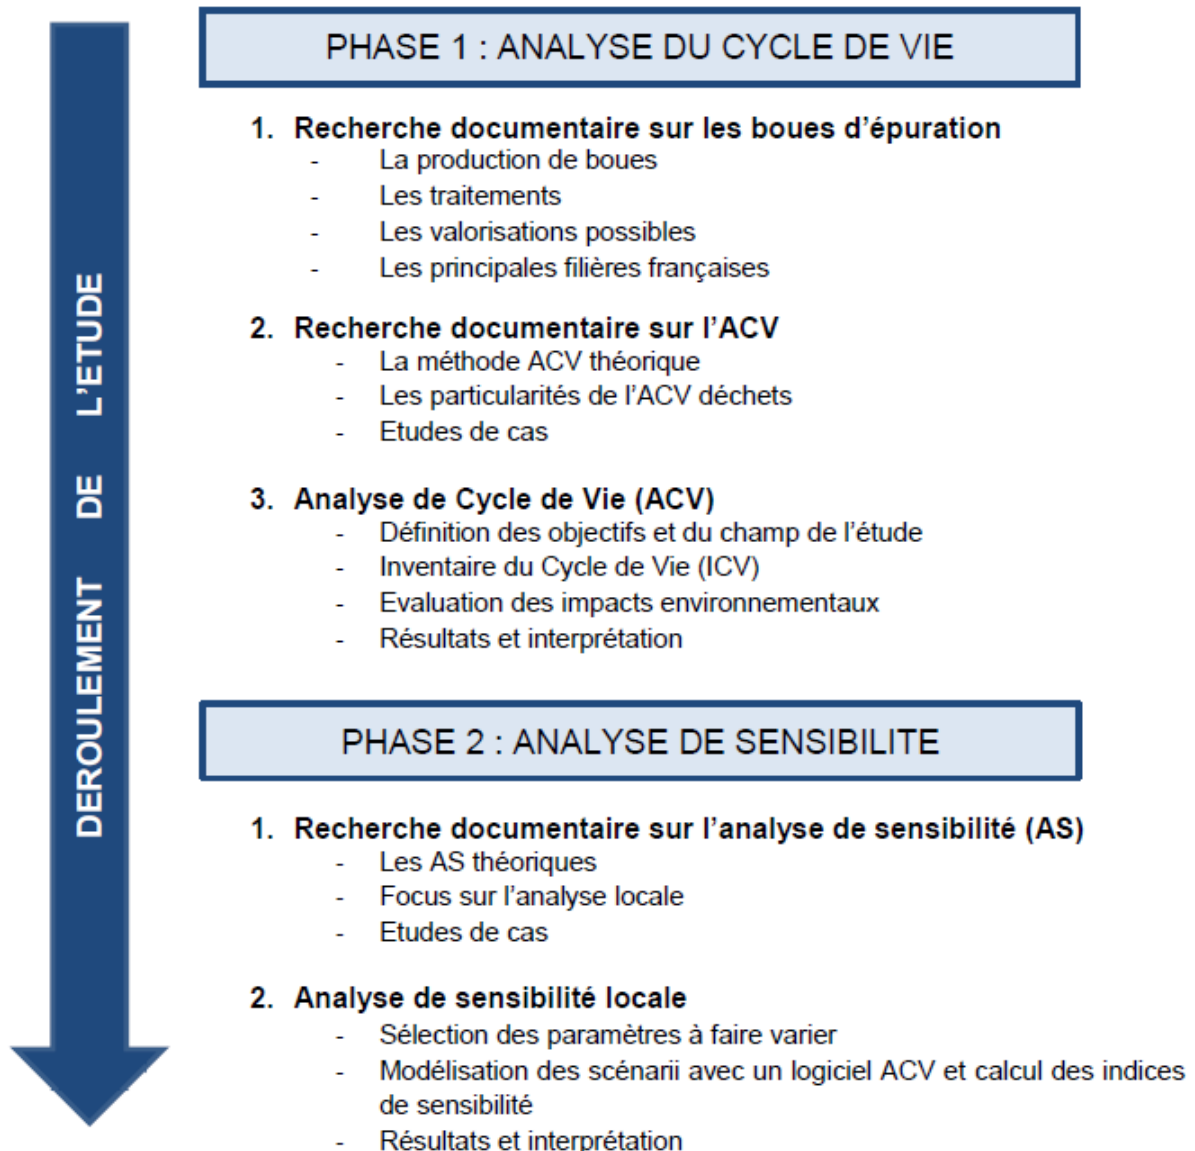 DEROULEMENT DE L'ETUDE
PHASE 1 : ANALYSE DU CYCLE DE VIE
1. Recherche documentaire sur les boues d'épuration
- La production de boues
- Les traitements
- Les valorisations possibles
- Les principales filières françaises
2. Recherche documentaire sur l'ACV
- La méthode ACV théorique
- Les particularités de l'ACV déchets
- Etudes de cas
3. Analyse de Cycle de Vie (ACV)
- Définition des objectifs et du champ de l'étude
- Inventaire du Cycle de Vie (ICV)
- Evaluation des impacts environnementaux
- Résultats et interprétation
PHASE 2 : ANALYSE DE SENSIBILITE
1. Recherche documentaire sur l'analyse de sensibilité (AS)
- Les AS théoriques
- Focus sur l'analyse locale
- Etudes de cas
2. Analyse de sensibilité locale
- Sélection des paramètres à faire varier
- Modélisation des scénarii avec un logiciel ACV et calcul des indices
de sensibilité
- Résultats et interprétation